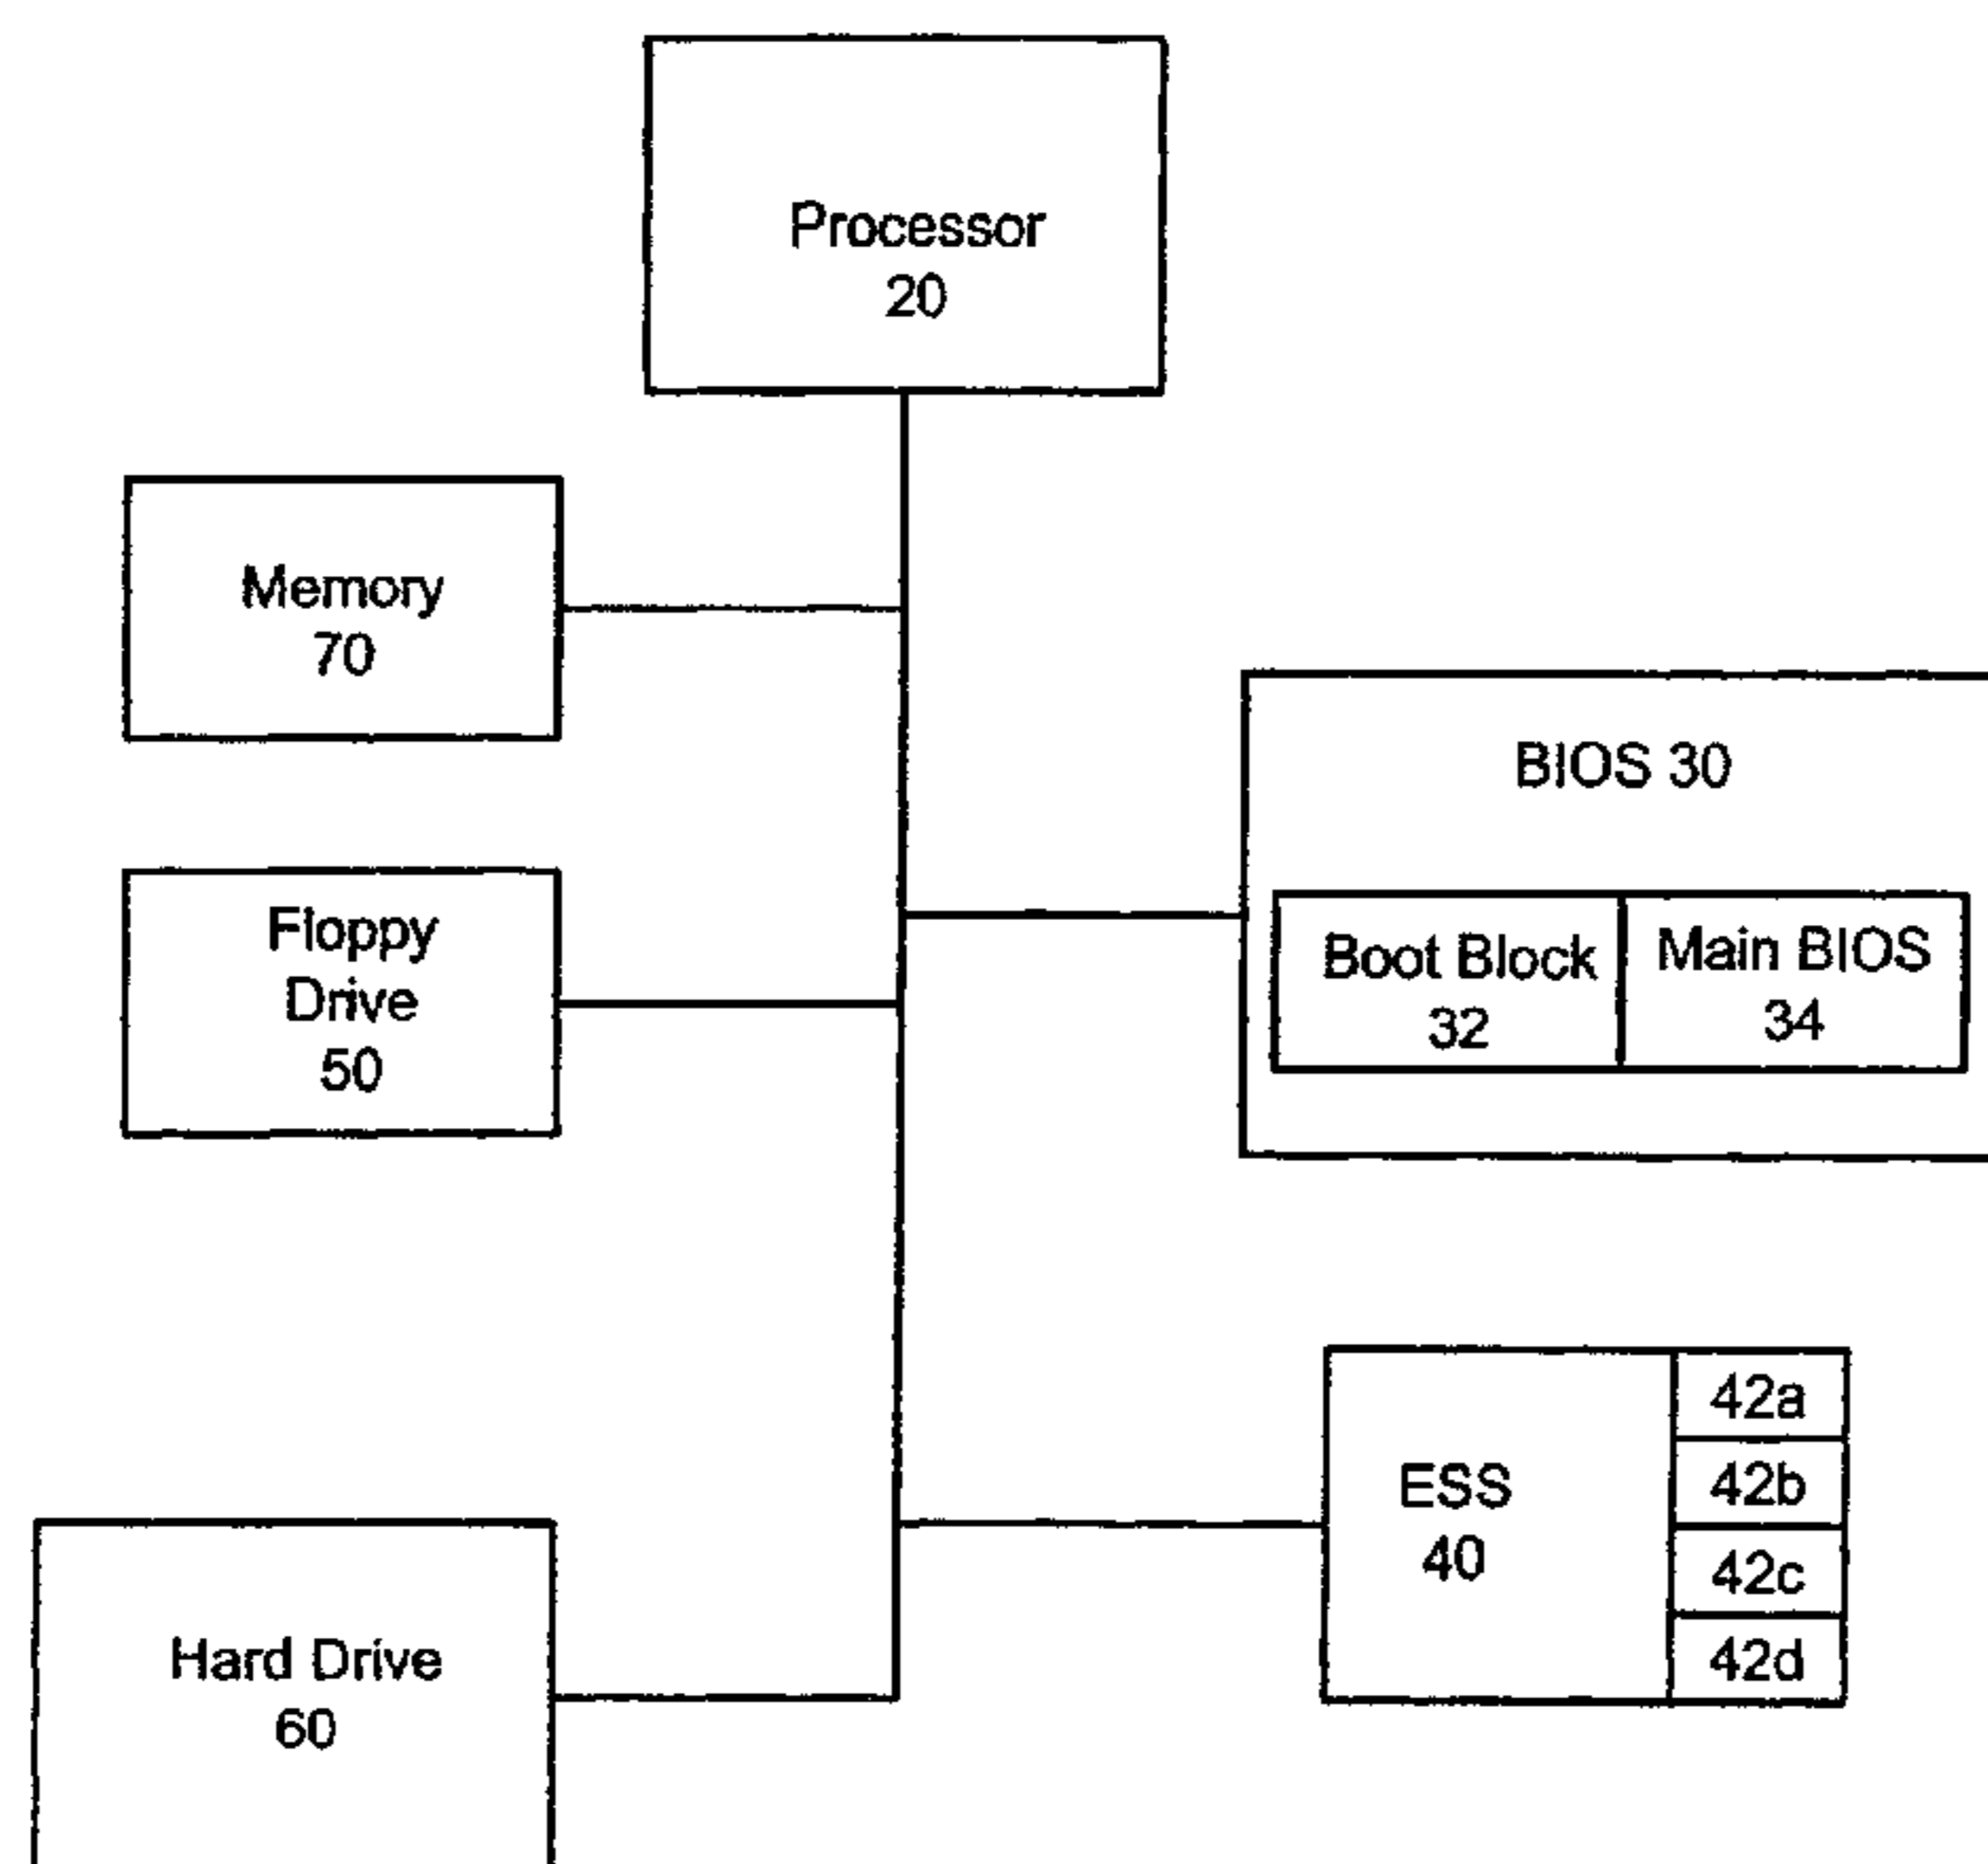 Processor
20
Memory
70
BIOS 30
Floppy
Drive
50
Boot Block
32
Main BIOS
34
ESS
40
42a
42b
42c
42d
Hard Drive
60